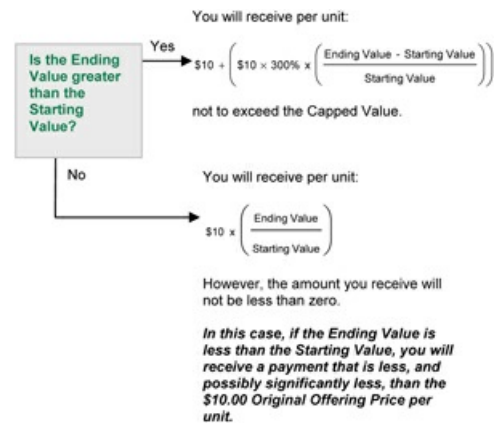 You will receive per unit:
Is the Ending
Value greater
than the
Starting
Value?
Yes
$10 + ( $10 × 300% x ( Ending Value - Starting Value
Starting Value ))
not to exceed the Capped Value.
No
You will receive per unit:
$10 x ( Ending Value
Starting Value )
However, the amount you receive will
not be less than zero.
In this case, if the Ending Value is
less than the Starting Value, you will
receive a payment that is less, and
possibly significantly less, than the
$10.00 Original Offering Price per
unit.